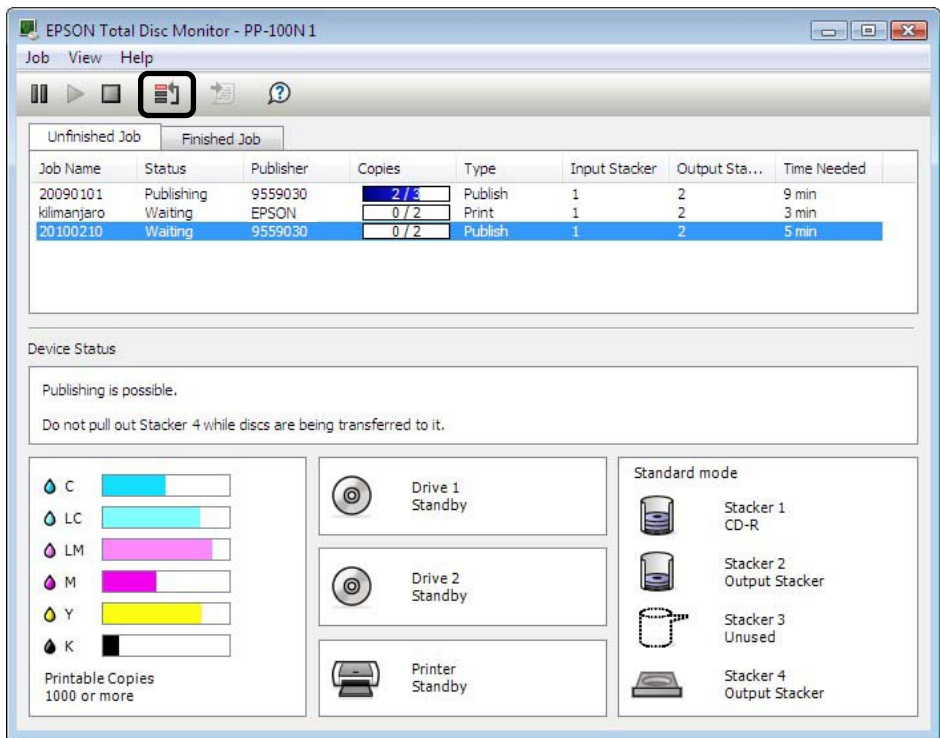 EPSON Total Disc Monitor - PP-100N 1
Job View Help
Unfinished Job Finished Job
Job Name Status Publisher Copies Type Input Stacker Output Sta... Time Needed
20090101 Publishing 9559030 2 / 3 Publish 1 2 9 min
kilimanjaro Waiting EPSON 0 / 2 Print 1 2 3 min
20100210 Waiting 9559030 0 / 2 Publish 1 2 5 min
Device Status
Publishing is possible.
Do not pull out Stacker 4 while discs are being transferred to it.
C
LC
LM
M
Y
K
Printable Copies
1000 or more
Drive 1
Standby
Drive 2
Standby
Printer
Standby
Standard mode
Stacker 1
CD-R
Stacker 2
Output Stacker
Stacker 3
Unused
Stacker 4
Output Stacker